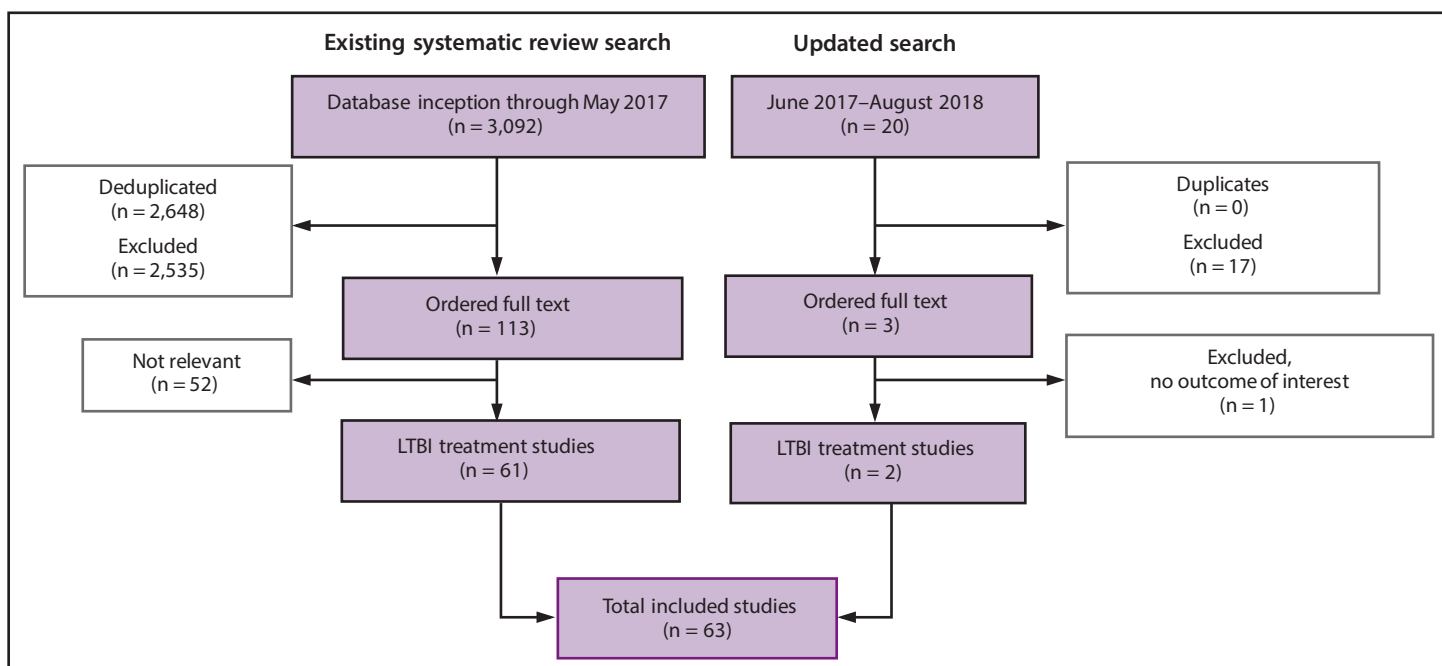 Existing systematic review search
Updated search
Database inception through May 2017
(n = 3,092)
June 2017–August 2018
(n = 20)
Deduplicated
(n = 2,648)
Excluded
(n = 2,535)
Duplicates
(n = 0)
Excluded
(n = 17)
Ordered full text
(n = 113)
Ordered full text
(n = 3)
Not relevant
(n = 52)
Excluded,
no outcome of interest
(n = 1)
LTBI treatment studies
(n = 61)
LTBI treatment studies
(n = 2)
Total included studies
(n = 63)